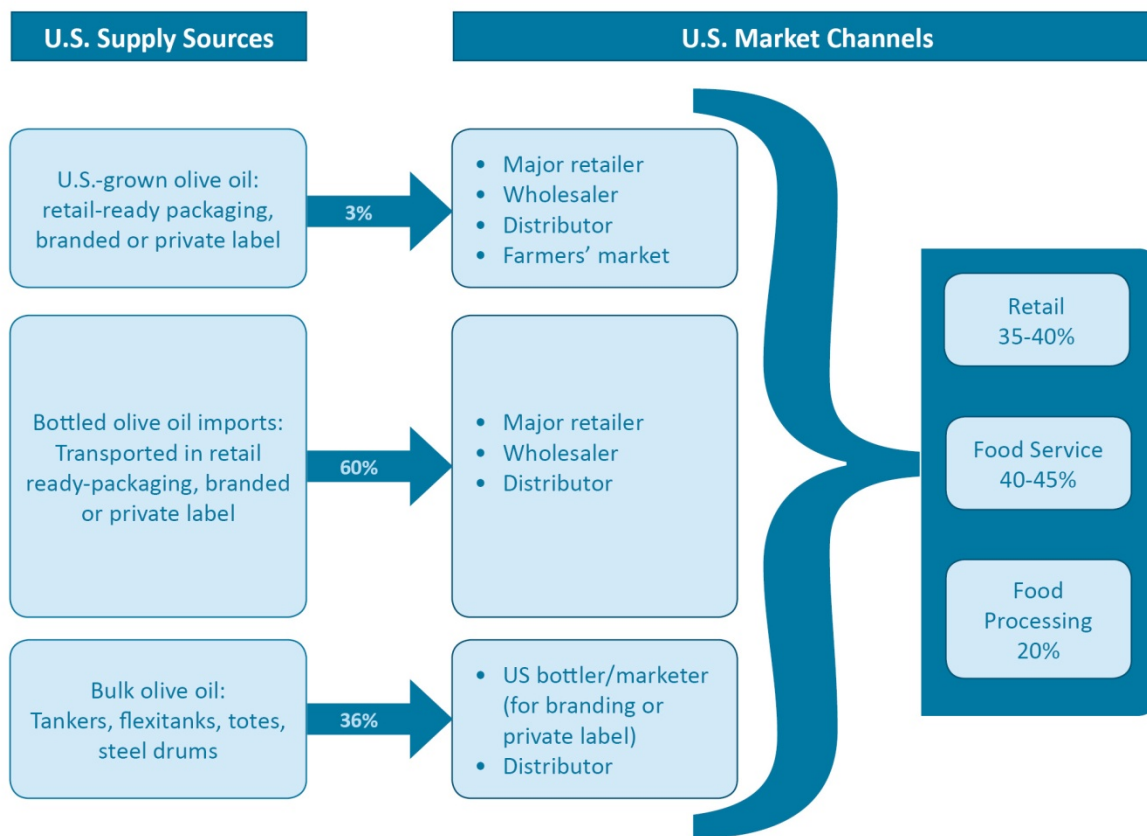 U.S. Supply Sources
U.S. Market Channels
U.S.-grown olive oil:
retail-ready packaging,
branded or private label
3%
• Major retailer
• Wholesaler
• Distributor
• Farmers’ market
Bottled olive oil imports:
Transported in retail
ready-packaging, branded
or private label
60%
• Major retailer
• Wholesaler
• Distributor
Bulk olive oil:
Tankers, flexitanks, totes,
steel drums
36%
• US bottler/marketer
(for branding or
private label)
• Distributor
Retail
35-40%
Food Service
40-45%
Food
Processing
20%